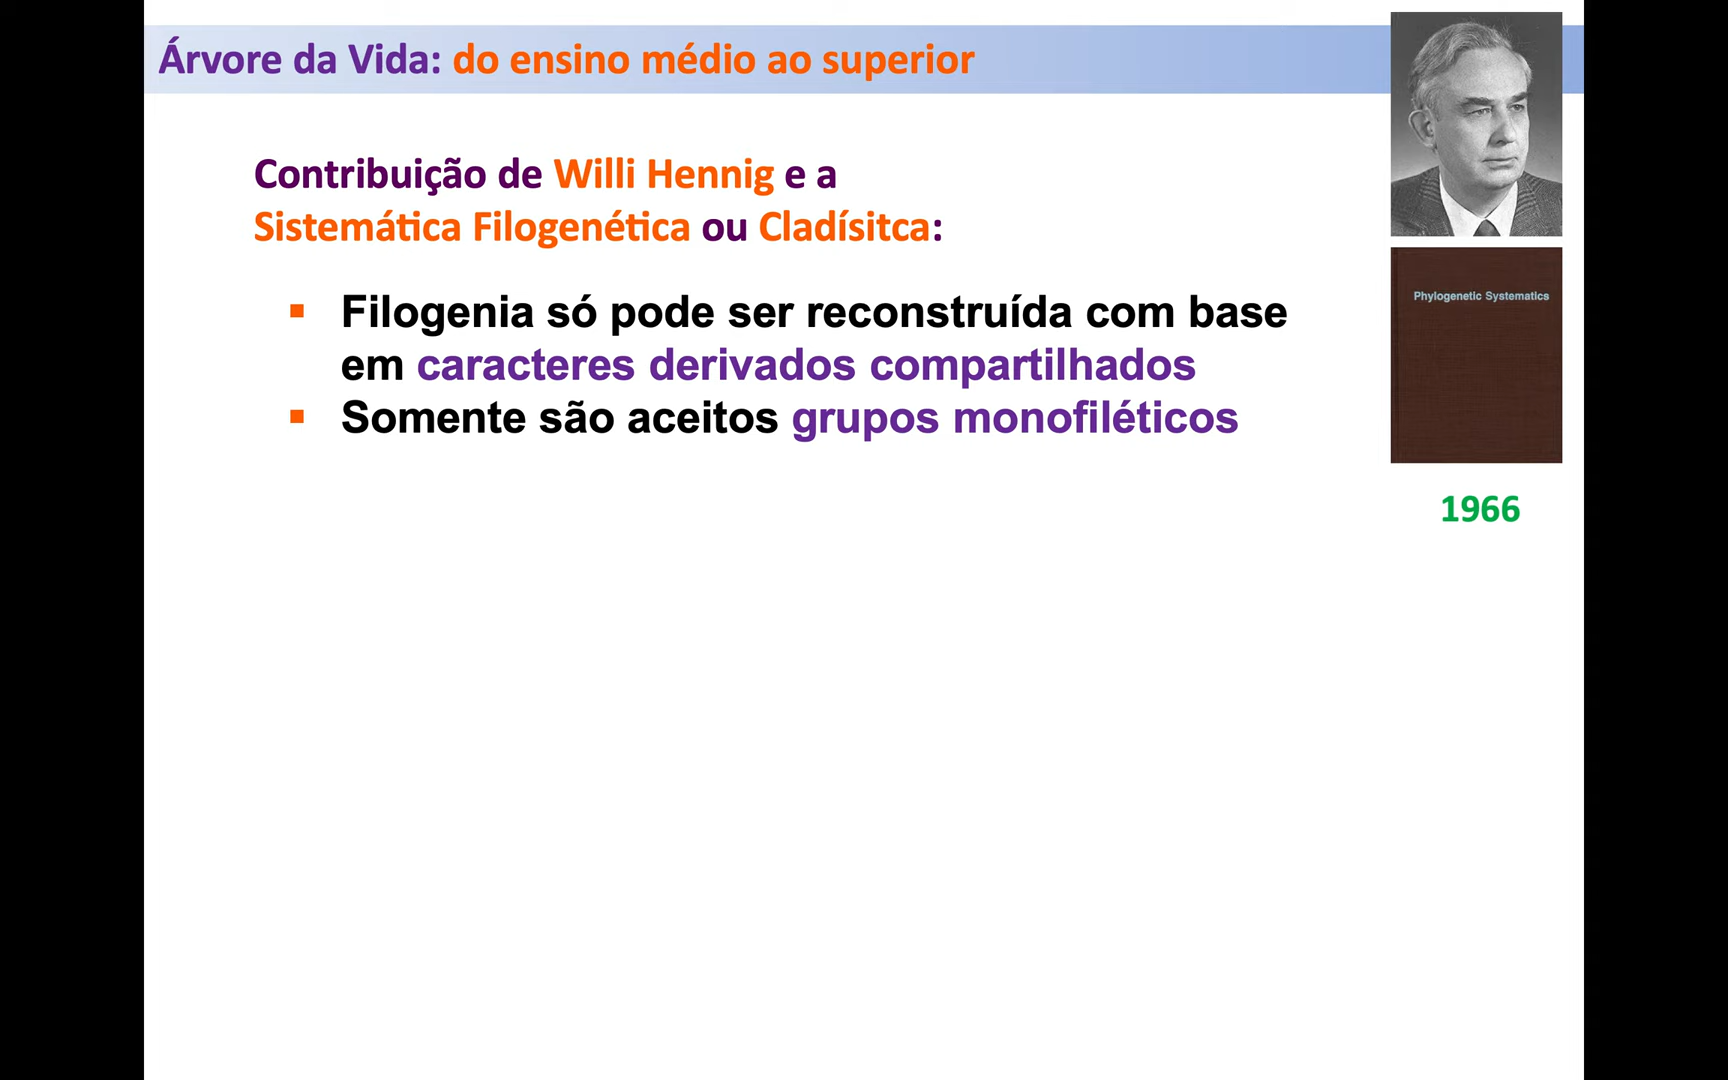 Árvore da Vida: do ensino médio ao superior
Contribuição de Willi Hennig e a
Sistemática Filogenética ou Cladísitca:
▪ Filogenia só pode ser reconstruída com base
em caracteres derivados compartilhados
▪ Somente são aceitos grupos monofiléticos
Phylogenetic Systematics
1966